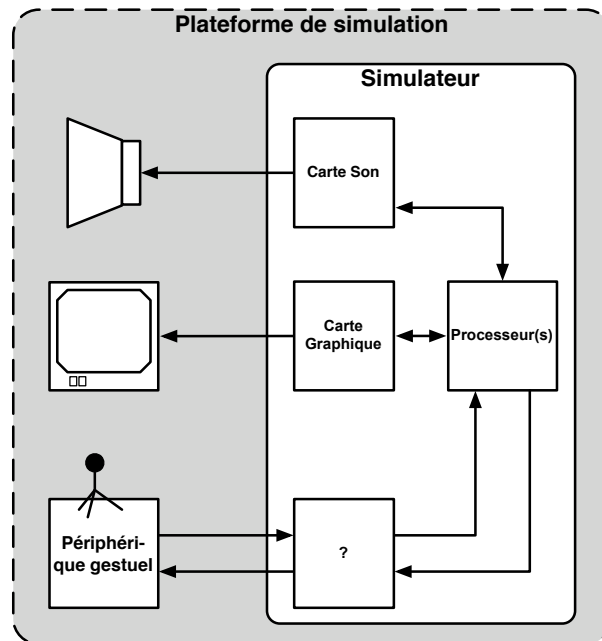 Plateforme de simulation
Simulateur
Carte Son
Carte
Graphique
Processeur(s)
Périphéri-
que gestuel
?